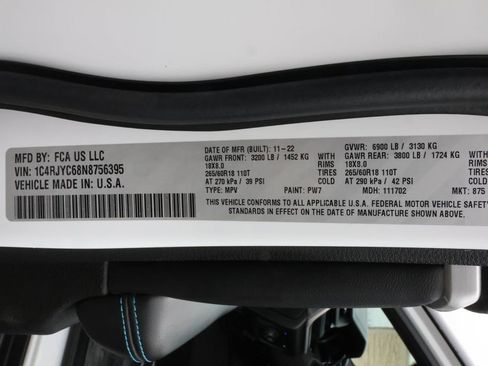 MFD BY: FCA US LLC
VIN: 1C4RJYC68N8756395
VEHICLE MADE IN: U.S.A.
DATE OF MFR (BUILT): 11-22
GAWR FRONT: 3200 LB / 1452 KG
18X8.0 WITH RIMS
265/60R18 110T TIRES
AT 270 kPa / 39 PSI COLD
TYPE: MPV PAINT: PW7
GVWR: 6900 LB / 3130 KG
GAWR REAR: 3800 LB / 1724 KG
18X8.0 WITH RIMS
265/60R18 110T TIRES
AT 290 kPa / 42 PSI COLD
MDH: 111702 MKT: 875
THIS VEHICLE CONFORMS TO ALL APPLICABLE U.S.A. FEDERAL MOTOR VEHICLE SAFETY
IN EFFECT ON THE DATE OF MANUFACTURE SHOWN ABOVE